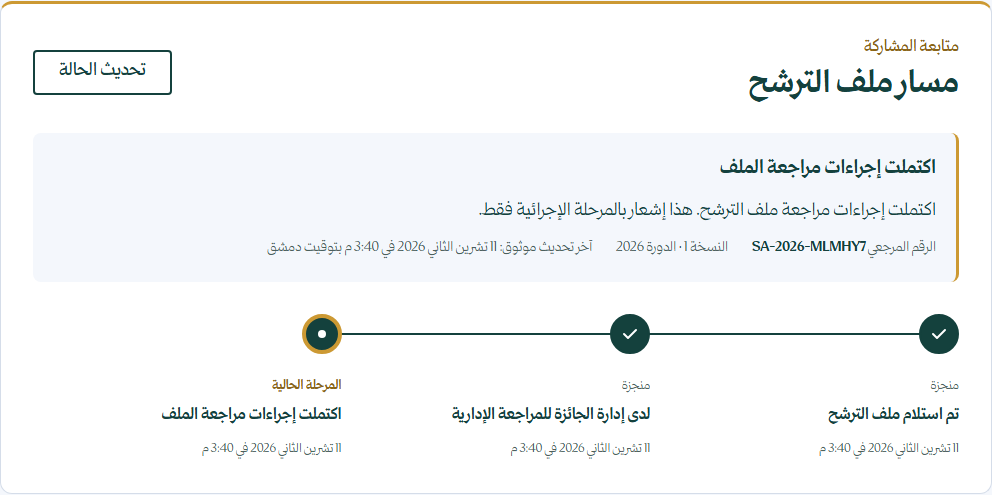 متابعة المشاركة
مسار ملف الترشح
تحديث الحالة
اكتملت إجراءات مراجعة الملف
اكتملت إجراءات مراجعة ملف الترشح. هذا إشعار بالمرحلة الإجرائية فقط.
الرقم المرجعي SA-2026-MLMHY7 النسخة 1 · الدورة 2026 آخر تحديث موثوق: 11 تشرين الثاني 2026 في 3:40 م بتوقيت دمشق
منجزة
تم استلام ملف الترشح
11 تشرين الثاني 2026 في 3:40 م
منجزة
لدى إدارة الجائزة للمراجعة الإدارية
11 تشرين الثاني 2026 في 3:40 م
المرحلة الحالية
اكتملت إجراءات مراجعة الملف
11 تشرين الثاني 2026 في 3:40 م